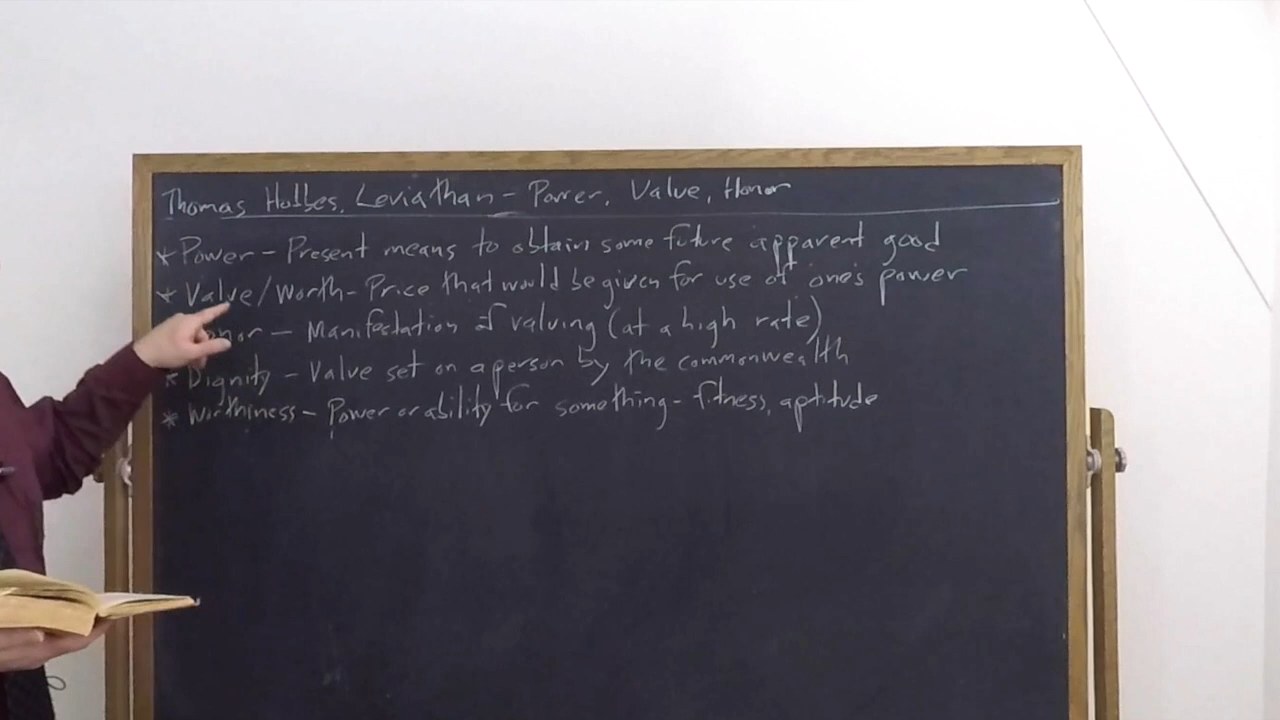 Thomas Hobbes, Leviathan - Power, Value, Honor
* Power - Present means to obtain some future apparent good
* Value/Worth - Price that would be given for use of one's power
onor - Manifestation of valuing (at a high rate)
* Dignity - Value set on a person by the commonwealth
* Worthiness - Power or ability for something - fitness, aptitude